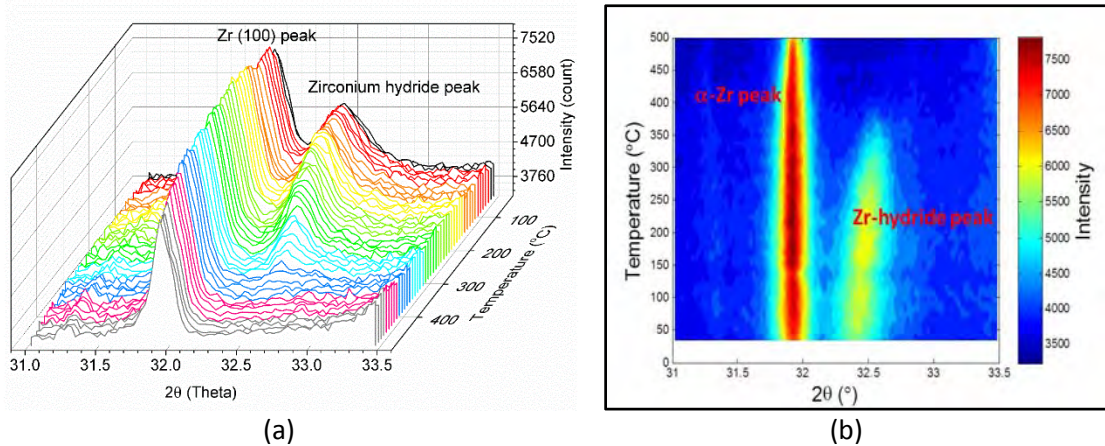 Zr (100) peak
Zirconium hydride peak
7520
6580
5640
4700
3760
Intensity (count)
100
200
300
400
Temperature (°C)
31.0 31.5 32.0 32.5 33.0 33.5
2θ (Theta)
(a)
500
450
400
350
300
250
200
150
100
50
0
Temperature (°C)
α-Zr peak
Zr-hydride peak
31 31.5 32 32.5 33 33.5
2θ (°)
7500
7000
6500
6000
5500
5000
4500
4000
3500
Intensity
(b)